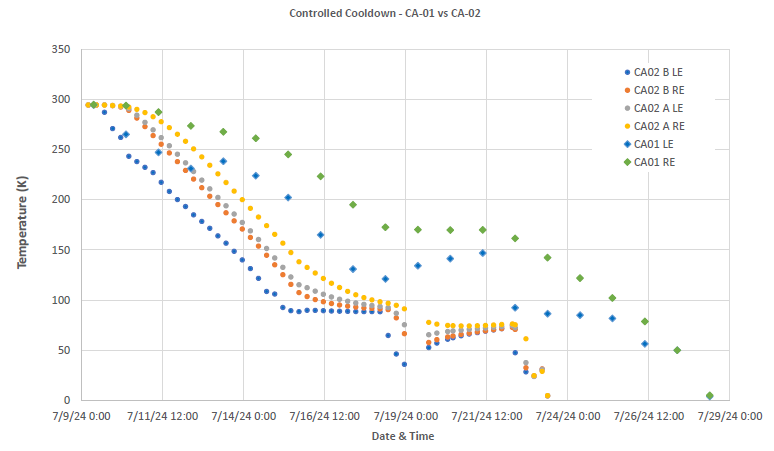 Controlled Cooldown - CA-01 vs CA-02
350
300
250
200
150
100
50
0
Temperature (K)
CA02 B LE
CA02 B RE
CA02 A LE
CA02 A RE
CA01 LE
CA01 RE
7/9/24 0:00 7/11/24 12:00 7/14/24 0:00 7/16/24 12:00 7/19/24 0:00 7/21/24 12:00 7/24/24 0:00 7/26/24 12:00 7/29/24 0:00
Date & Time